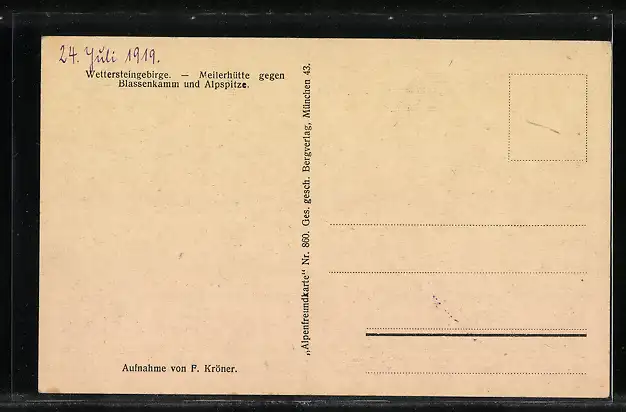 24. Juli 1919.
Wettersteingebirge. — Meilerhütte gegen
Blassenkamm und Alpspitze.
„Alpenfreundkarte" Nr. 860. Ges. gesch. Bergverlag, München 43.
Aufnahme von F. Kröner.